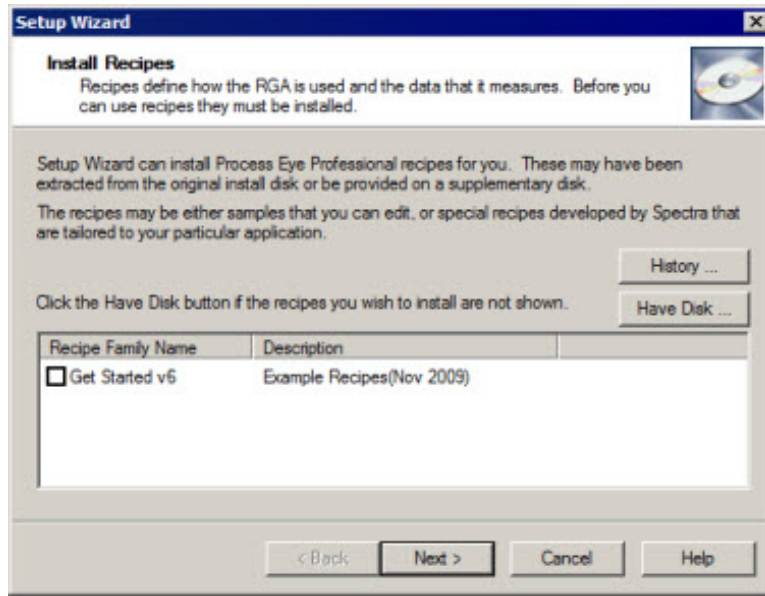 Setup Wizard
Install Recipes
Recipes define how the RGA is used and the data that it measures. Before you
can use recipes they must be installed.
Setup Wizard can install Process Eye Professional recipes for you. These may have been
extracted from the original install disk or be provided on a supplementary disk.
The recipes may be either samples that you can edit, or special recipes developed by Spectra that
are tailored to your particular application.
History ...
Click the Have Disk button if the recipes you wish to install are not shown.
Have Disk ...
Recipe Family Name Description
Get Started v6 Example Recipes(Nov 2009)
< Back Next > Cancel Help